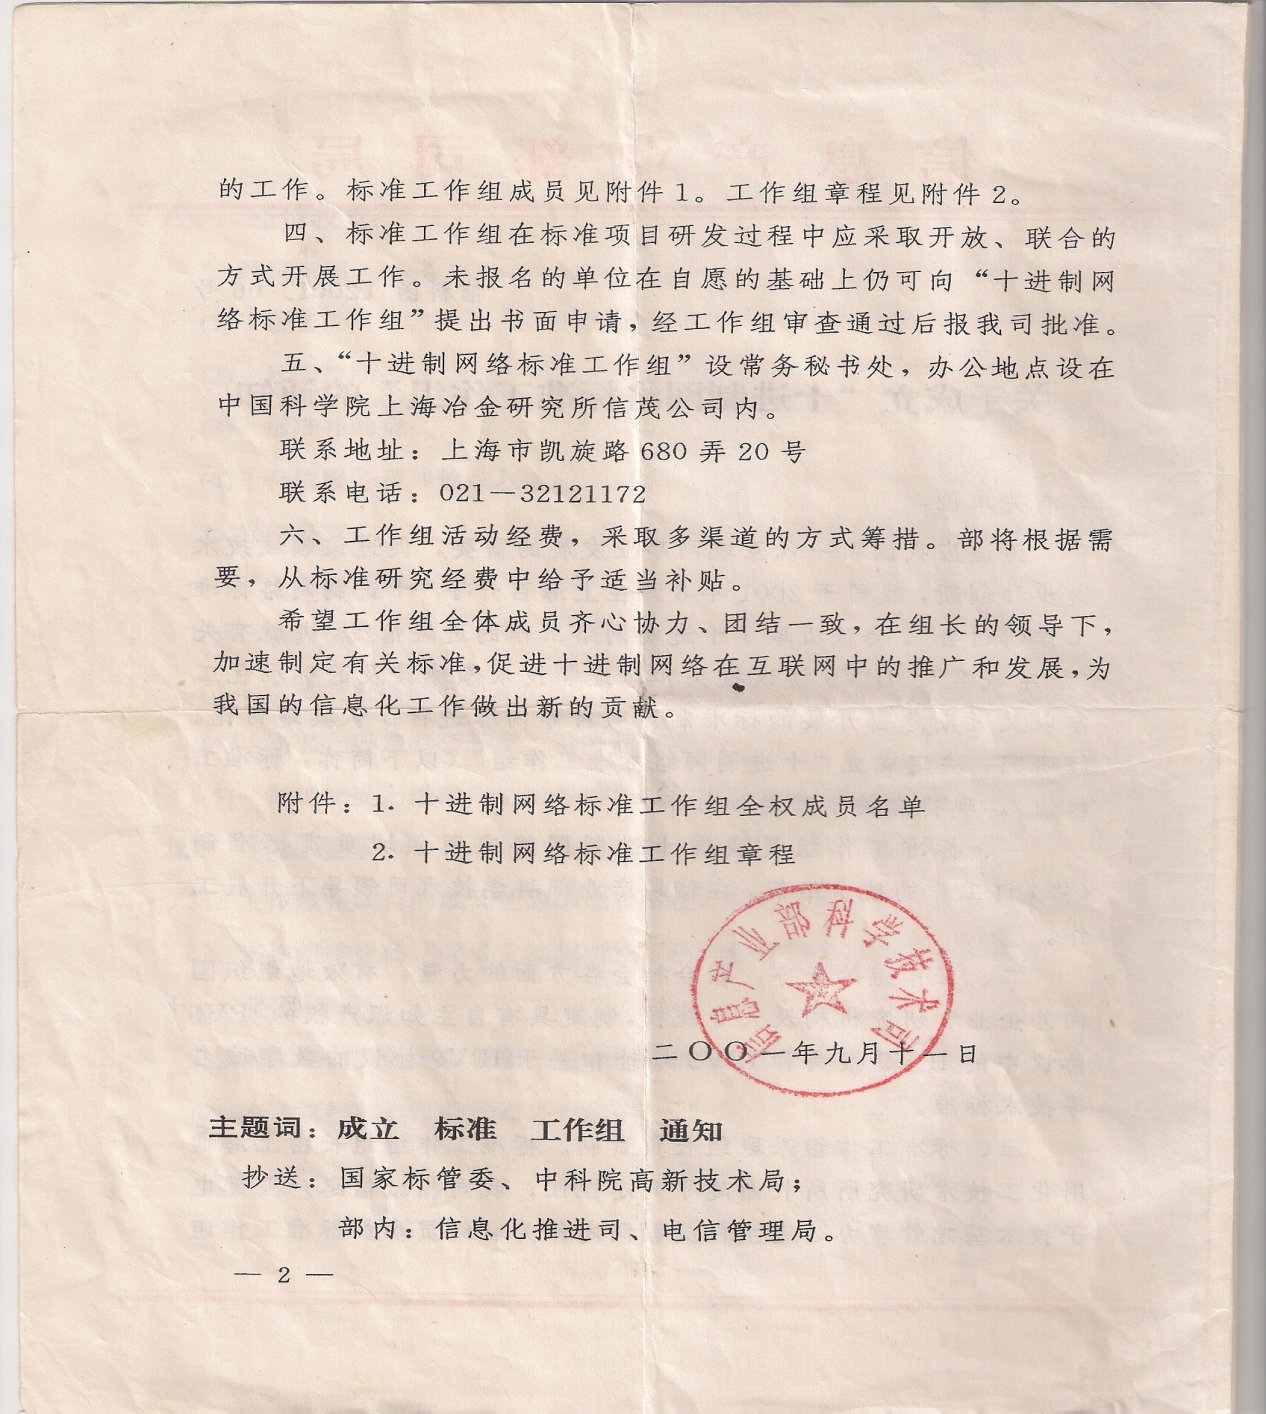 的工作。标准工作组成员见附件1。工作组章程见附件2。
四、标准工作组在标准项目研发过程中应采取开放、联合的
方式开展工作。未报名的单位在自愿的基础上仍可向“十进制网
络标准工作组”提出书面申请,经工作组审查通过后报我司批准。
五、“十进制网络标准工作组”设常务秘书处,办公地点设在
中国科学院上海冶金研究所信茂公司内。
联系地址:上海市凯旋路680弄20号
联系电话:021—32121172
六、工作组活动经费,采取多渠道的方式筹措。部将根据需
要,从标准研究经费中给予适当补贴。
希望工作组全体成员齐心协力、团结一致,在组长的领导下,
加速制定有关标准,促进十进制网络在互联网中的推广和发展,为
我国的信息化工作做出新的贡献。
附件:1. 十进制网络标准工作组全权成员名单
2. 十进制网络标准工作组章程
信息产业部科学技术司
二〇〇一年九月十一日
主题词:成立 标准 工作组 通知
抄送:国家标管委、中科院高新技术局;
部内:信息化推进司、电信管理局。
— 2 —